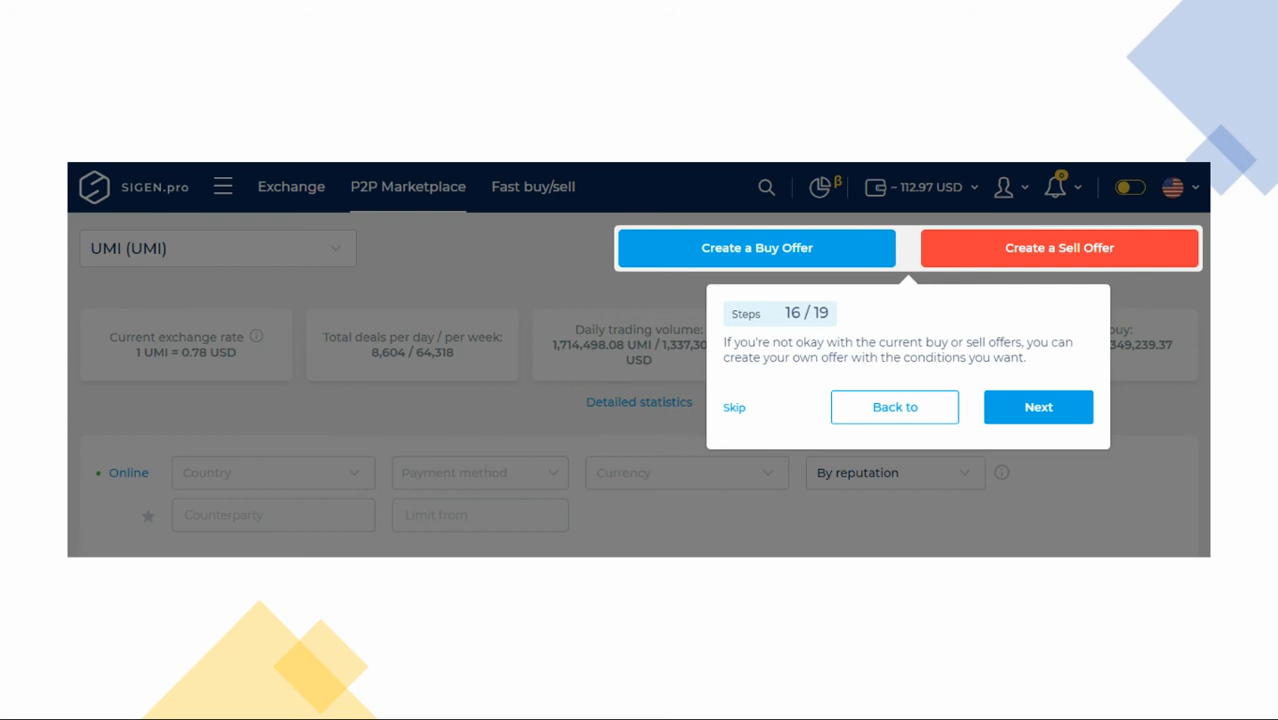 SIGEN.pro Exchange P2P Marketplace Fast buy/sell β ~ 112.97 USD 0
UMI (UMI) Create a Buy Offer Create a Sell Offer
Steps 16 / 19
If you're not okay with the current buy or sell offers, you can
create your own offer with the conditions you want.
Skip Back to Next
Current exchange rate
1 UMI = 0.78 USD
Total deals per day / per week:
8,604 / 64,318
Daily trading volume:
1,714,498.08 UMI / 1,337,30
USD
buy:
349,239.37
Detailed statistics
Online Country Payment method Currency By reputation
Counterparty Limit from